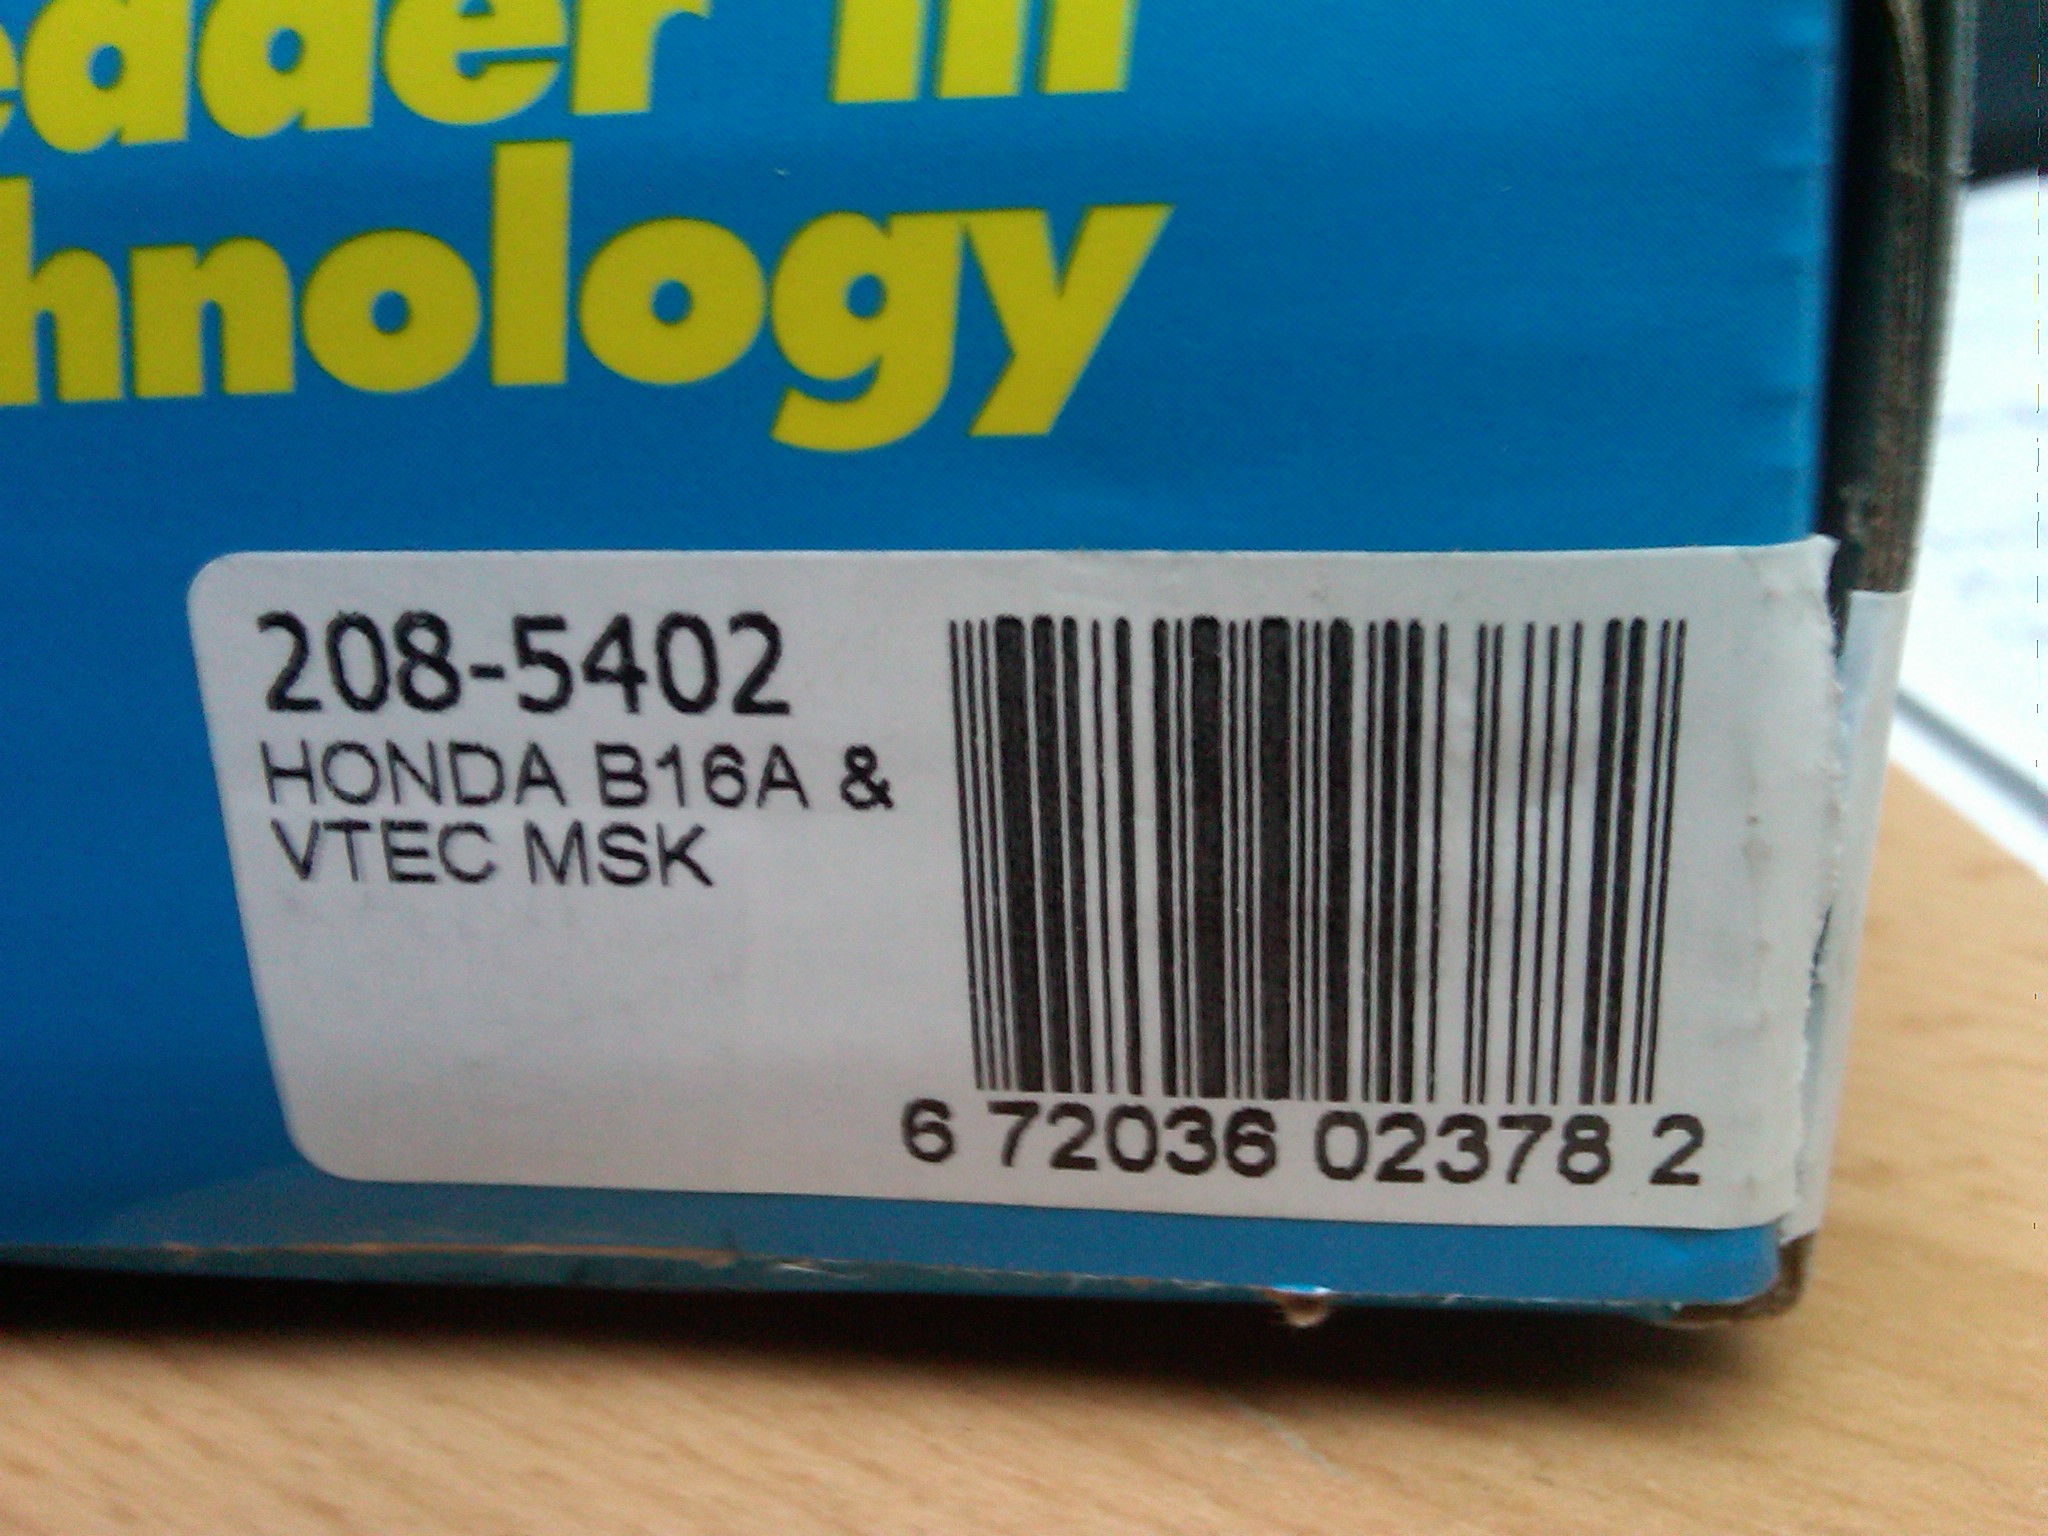 eader in
hnology
208-5402
HONDA B16A &
VTEC MSK
6 72036 02378 2